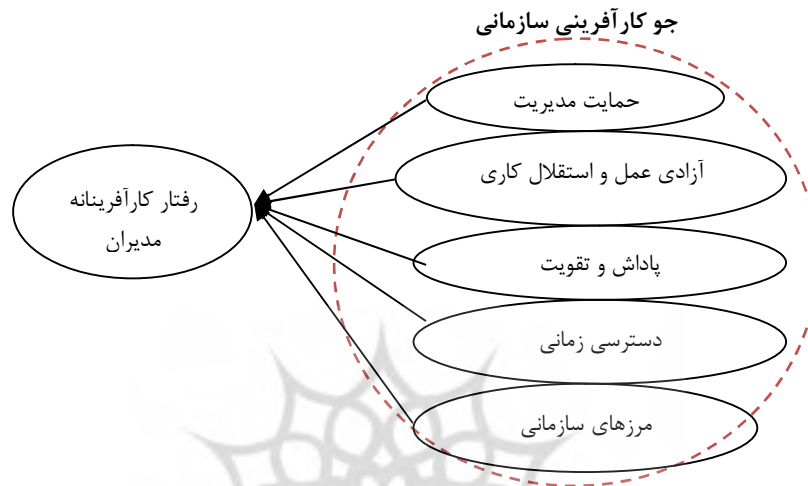 جو کارآفرینی سازمانی
حمایت مدیریت
آزادی عمل و استقلال کاری
پاداش و تقویت
دسترسی زمانی
مرزهای سازمانی
رفتار کارآفرینانه
مدیران